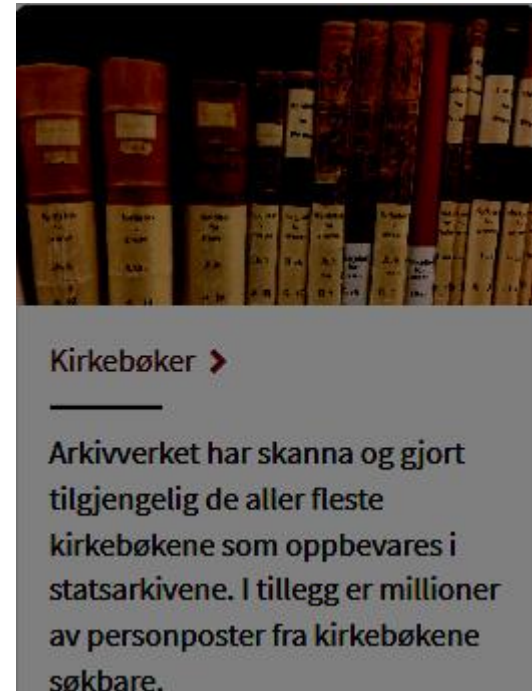 Kirkebøker
Arkivverket har skanna og gjort
tilgjengelig de aller fleste
kirkebøkene som oppbevares i
statsarkivene. I tillegg er millioner
av personposter fra kirkebøkene
søkbare.